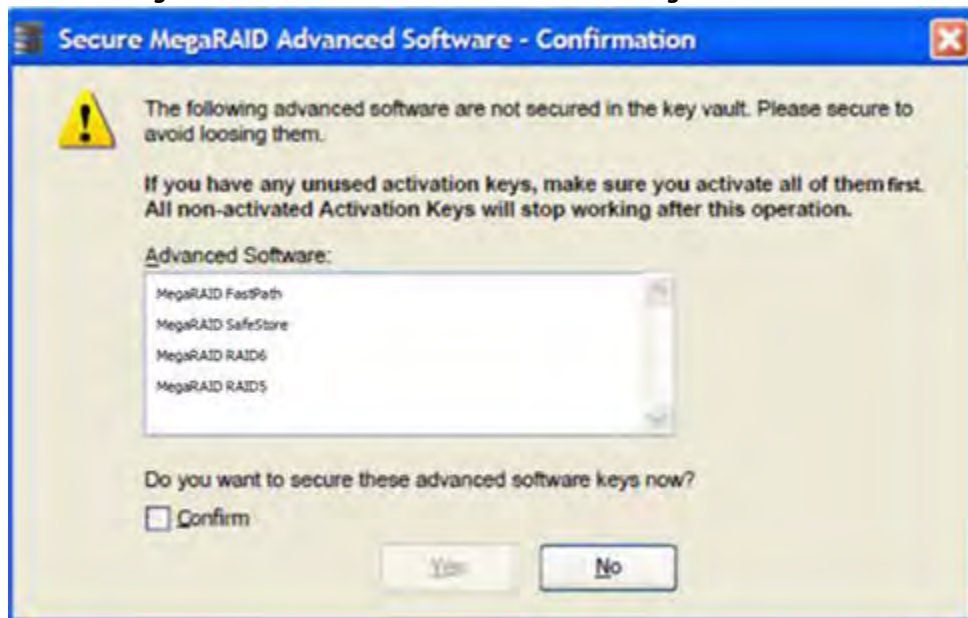 Secure MegaRAID Advanced Software - Confirmation
The following advanced software are not secured in the key vault. Please secure to
avoid loosing them.
If you have any unused activation keys, make sure you activate all of them first.
All non-activated Activation Keys will stop working after this operation.
Advanced Software:
MegaRAID FastPath
MegaRAID SafeStore
MegaRAID RAID6
MegaRAID RAID5
Do you want to secure these advanced software keys now?
Confirm
Yes No